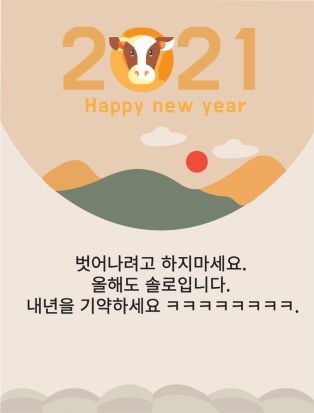 2021
Happy new year
벗어나려고 하지마세요.
올해도 솔로입니다.
내년을 기약하세요 ㅋㅋㅋㅋㅋㅋㅋㅋ.